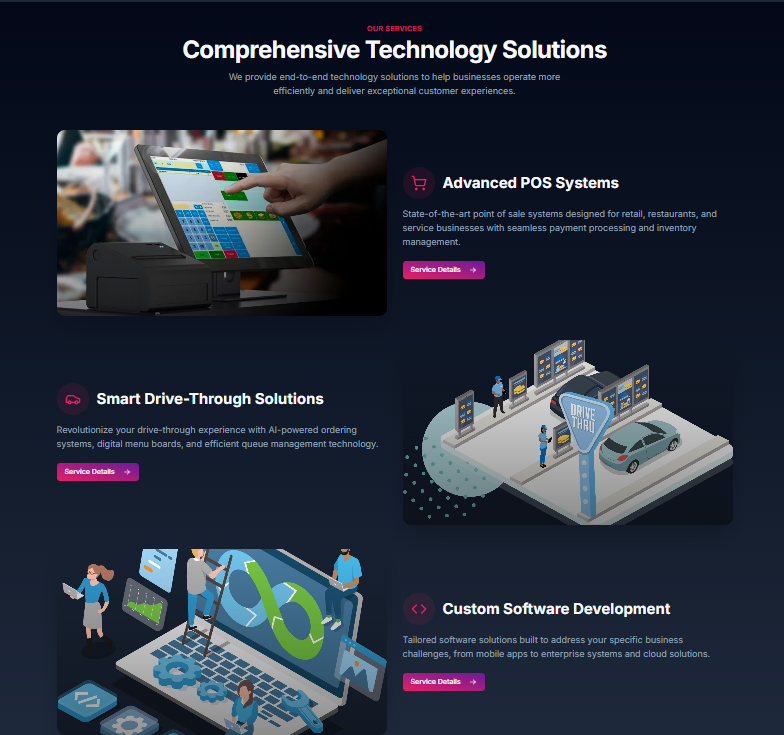 OUR SERVICES
Comprehensive Technology Solutions
We provide end-to-end technology solutions to help businesses operate more
efficiently and deliver exceptional customer experiences.
Advanced POS Systems
State-of-the-art point of sale systems designed for retail, restaurants, and
service businesses with seamless payment processing and inventory
management.
Service Details →
Smart Drive-Through Solutions
Revolutionize your drive-through experience with AI-powered ordering
systems, digital menu boards, and efficient queue management technology.
Service Details →
DRIVE
THRU
Custom Software Development
Tailored software solutions built to address your specific business
challenges, from mobile apps to enterprise systems and cloud solutions.
Service Details →